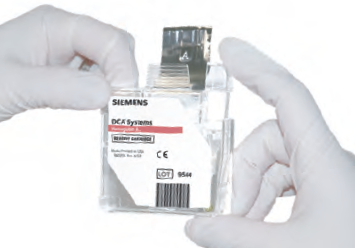 SIEMENS
DCA Systems
Hemoglobin A₁c
REAGENT CARTRIDGE
CE
LOT 9544